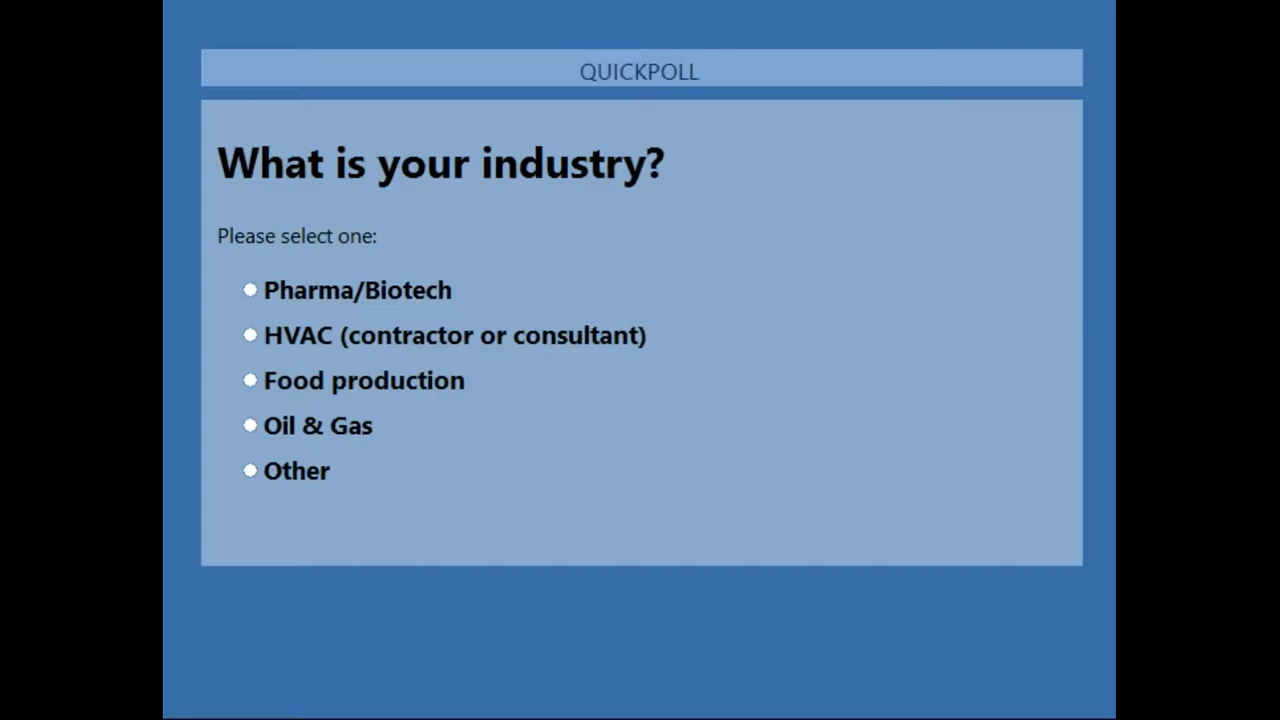 QUICKPOLL
What is your industry?
Please select one:
Pharma/Biotech
HVAC (contractor or consultant)
Food production
Oil & Gas
Other